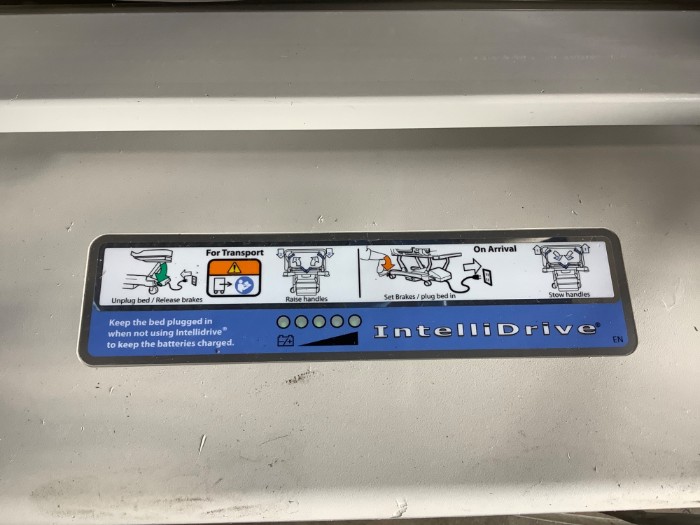 For Transport
Unplug bed / Release brakes
Raise handles
On Arrival
Set Brakes / plug bed in
Stow handles
Keep the bed plugged in
when not using Intellidrive®
to keep the batteries charged.
IntelliDrive®
EN